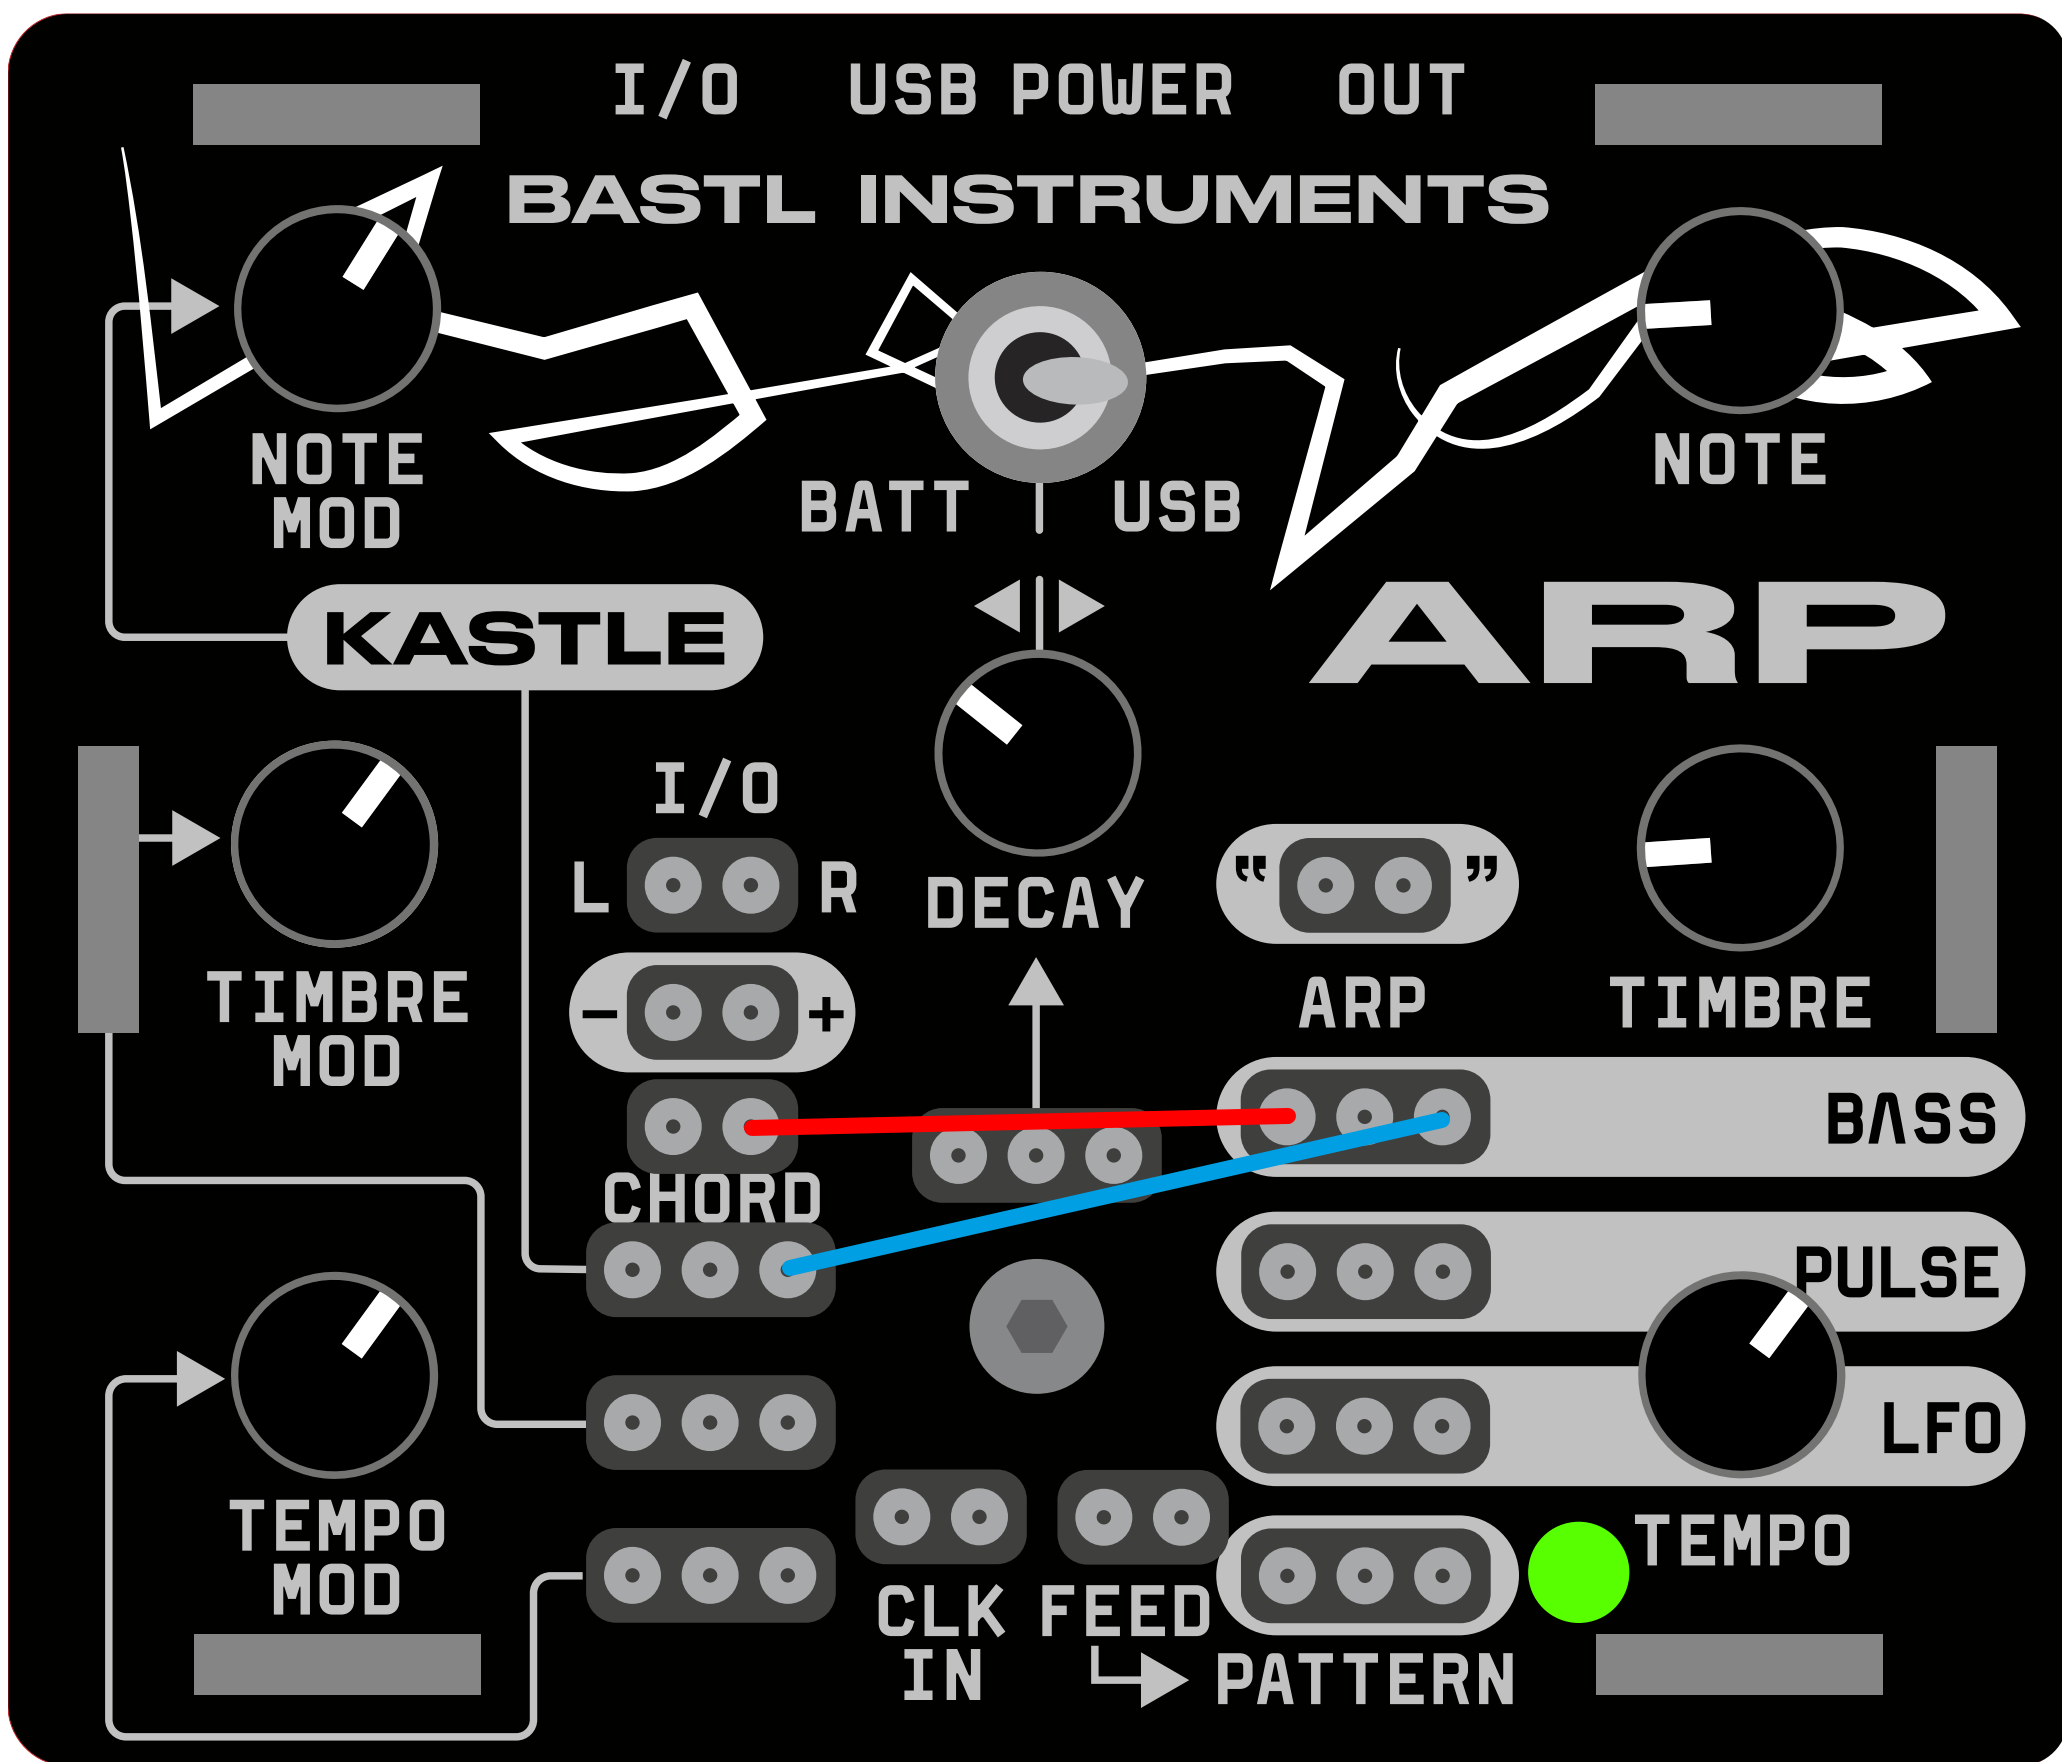 I/O USB POWER OUT
BASTL INSTRUMENTS
NOTE
MOD
NOTE
BATT USB
KASTLE
ARP
I/O
L R
DECAY
" "
TIMBRE
MOD
ARP
TIMBRE
- +
BASS
CHORD
PULSE
LFO
TEMPO
MOD
TEMPO
CLK
IN
FEED
PATTERN